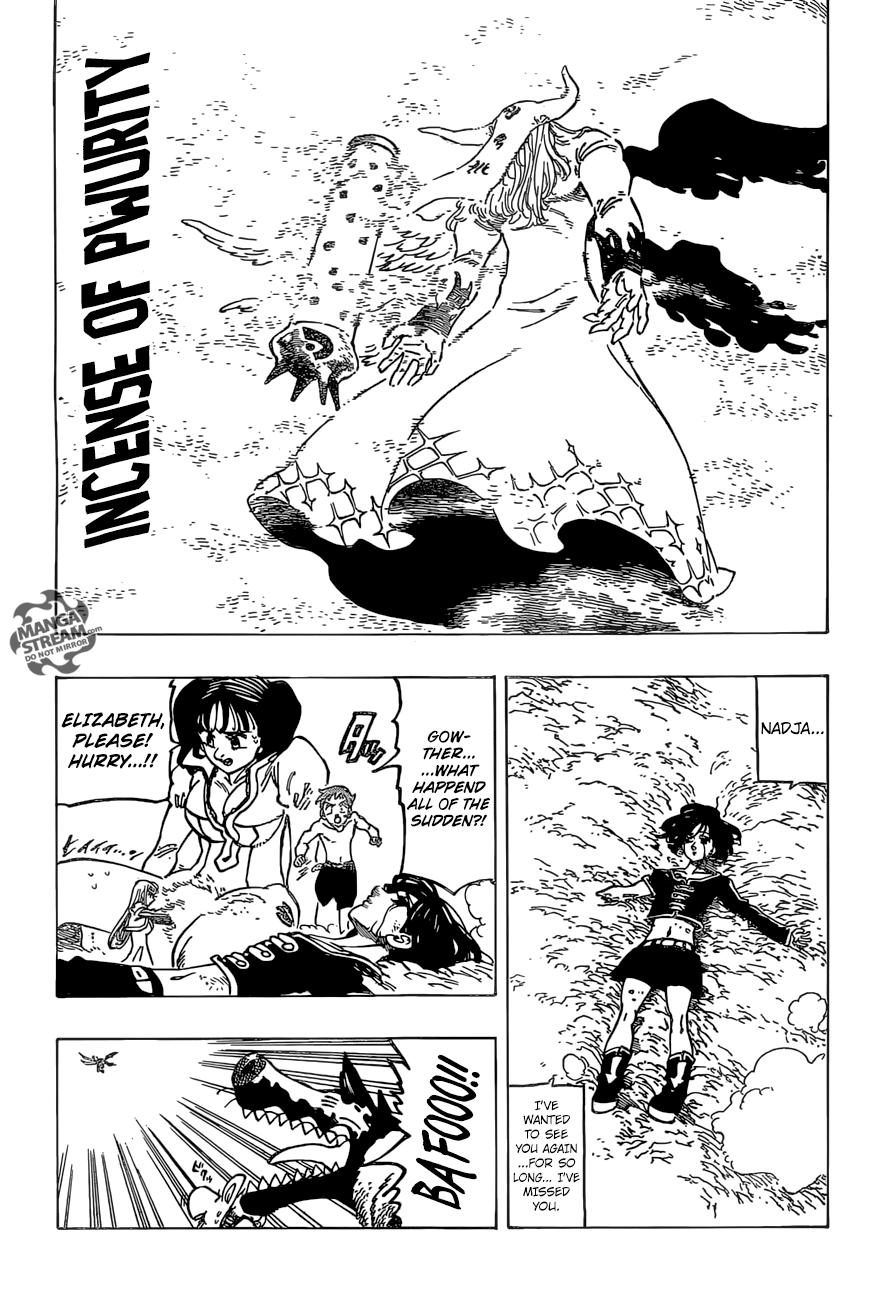 INCENSE OF PWURITY
MANGA
STREAM.com
DO NOT MIRROR
NADJA...
I'VE
WANTED
TO SEE
YOU AGAIN
...FOR SO
LONG... I'VE
MISSED
YOU.
GOW-
THER...
...WHAT
HAPPEND
ALL OF THE
SUDDEN?!
ELIZABETH,
PLEASE!
HURRY...!!
BAFOOO!!